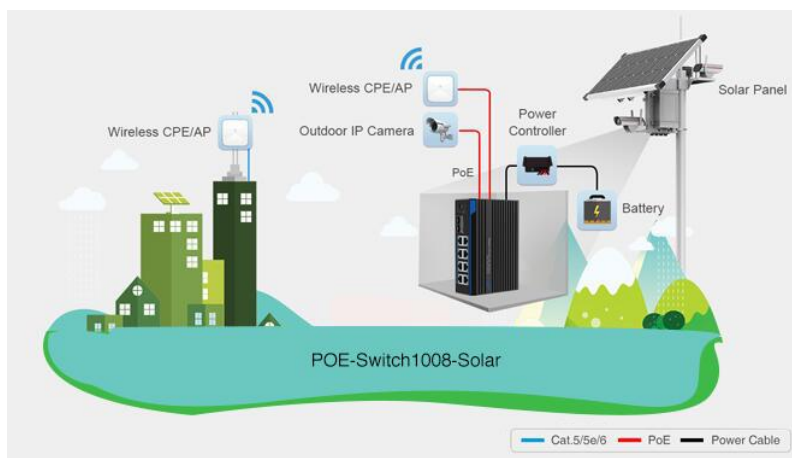 Wireless CPE/AP
Solar Panel
Power
Controller
Wireless CPE/AP
Outdoor IP Camera
PoE
Battery
POE-Switch1008-Solar
Cat.5/5e/6
PoE
Power Cable